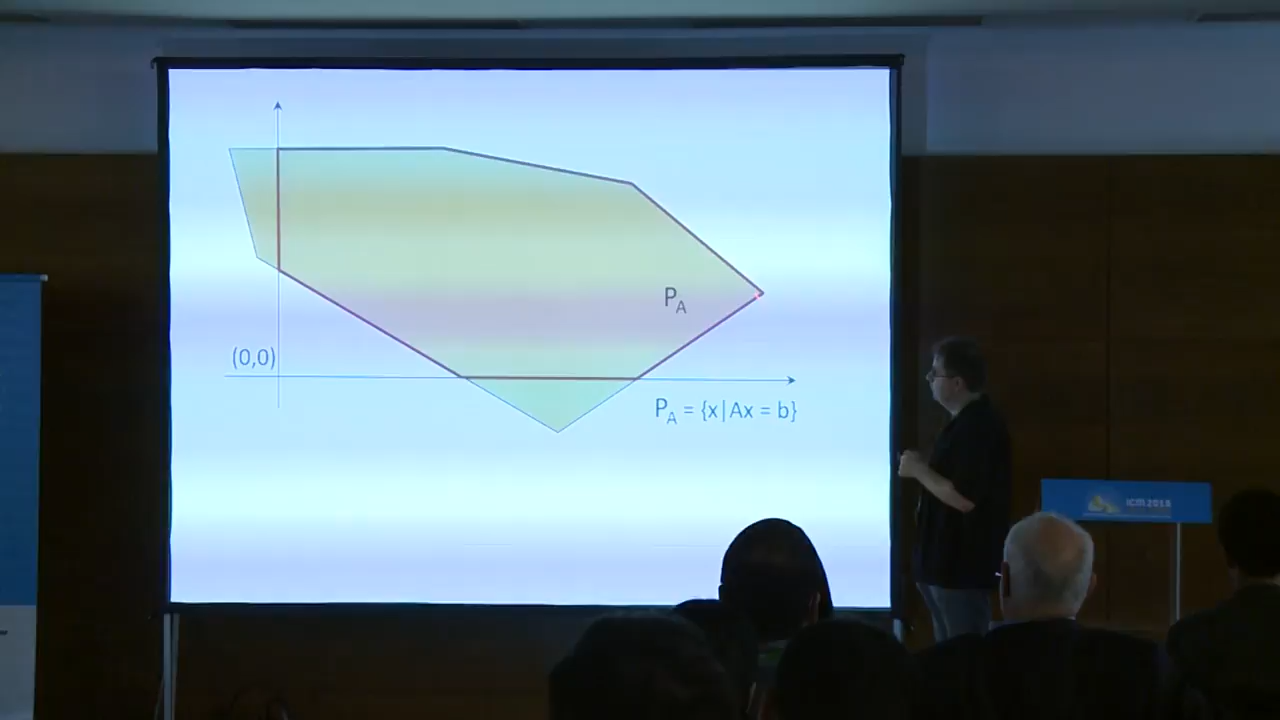 P_A
(0,0)
P_A = {x|Ax = b}
ICM 2018